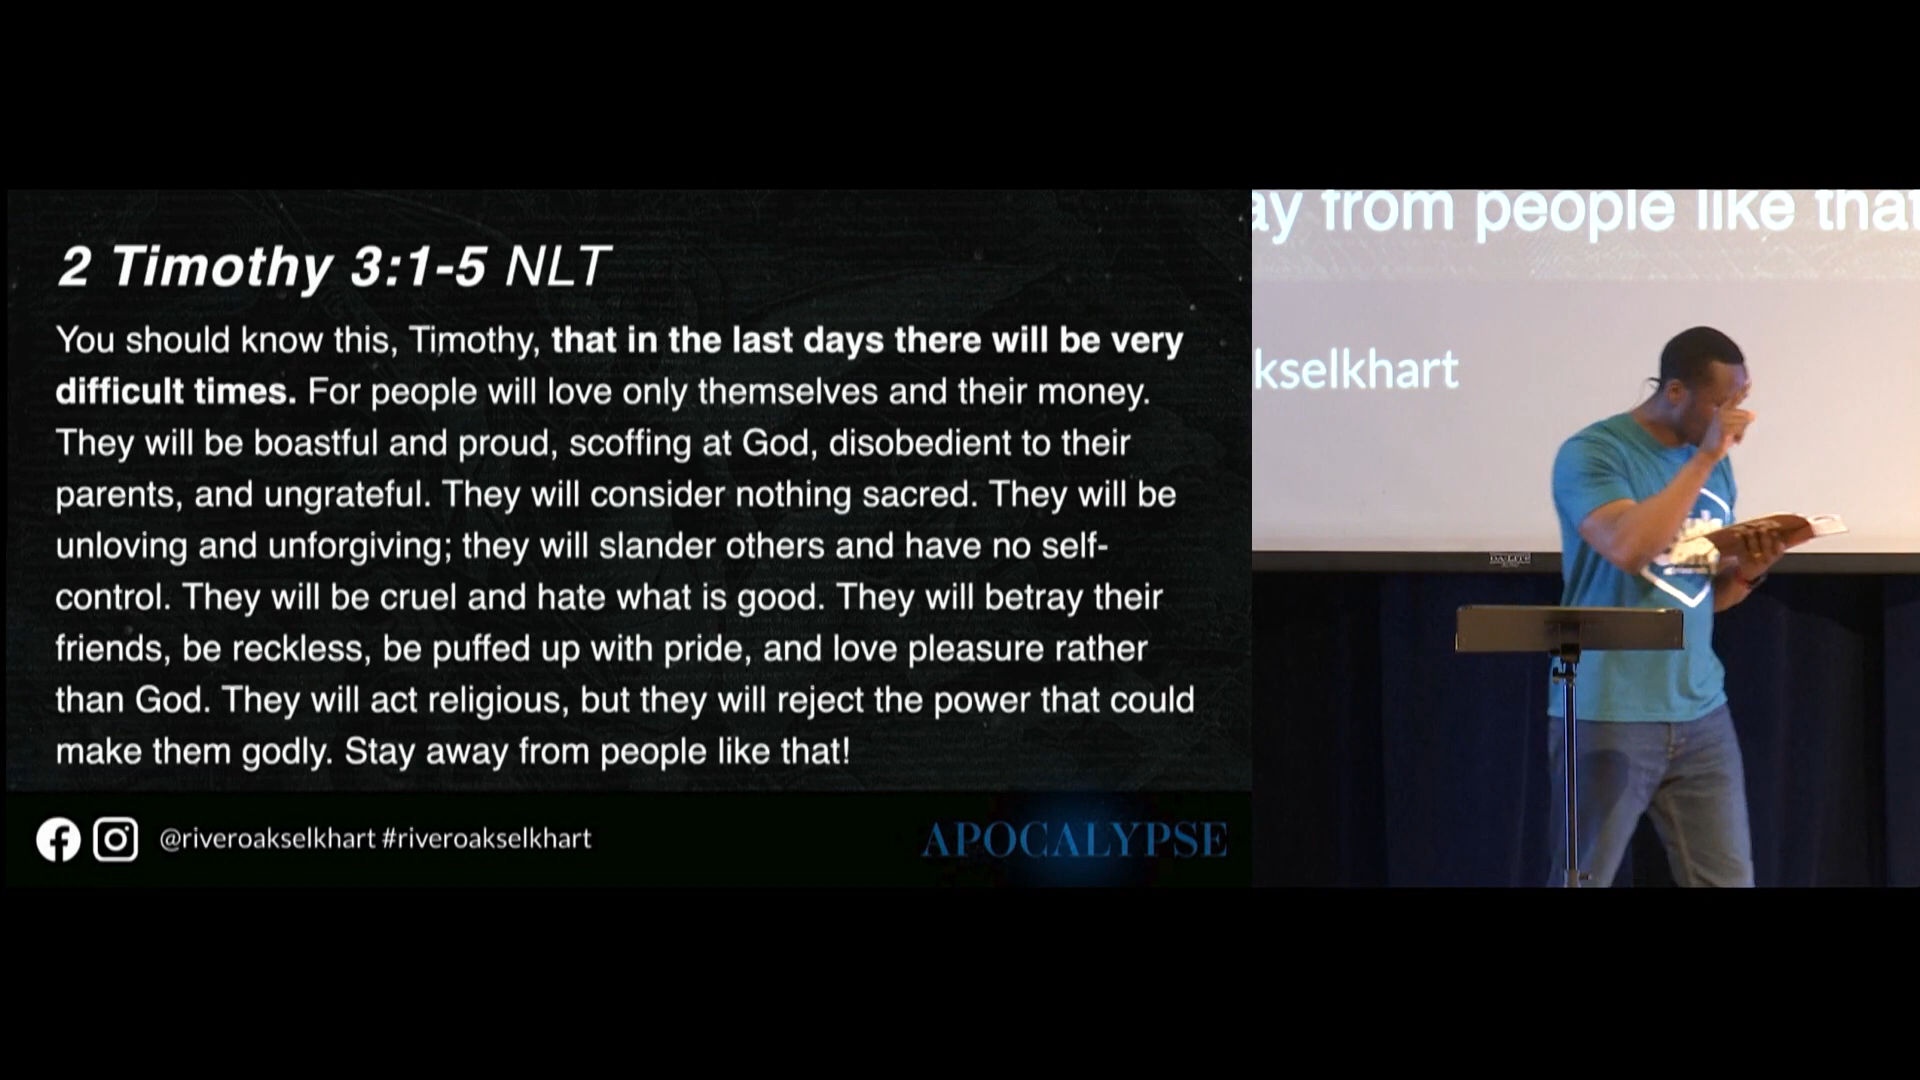 2 Timothy 3:1-5 NLT
You should know this, Timothy, that in the last days there will be very
difficult times. For people will love only themselves and their money.
They will be boastful and proud, scoffing at God, disobedient to their
parents, and ungrateful. They will consider nothing sacred. They will be
unloving and unforgiving; they will slander others and have no self-
control. They will be cruel and hate what is good. They will betray their
friends, be reckless, be puffed up with pride, and love pleasure rather
than God. They will act religious, but they will reject the power that could
make them godly. Stay away from people like that!
@riveroakselkhart #riveroakselkhart
APOCALYPSE
ay from people like that
kselkhart
DA-LITE